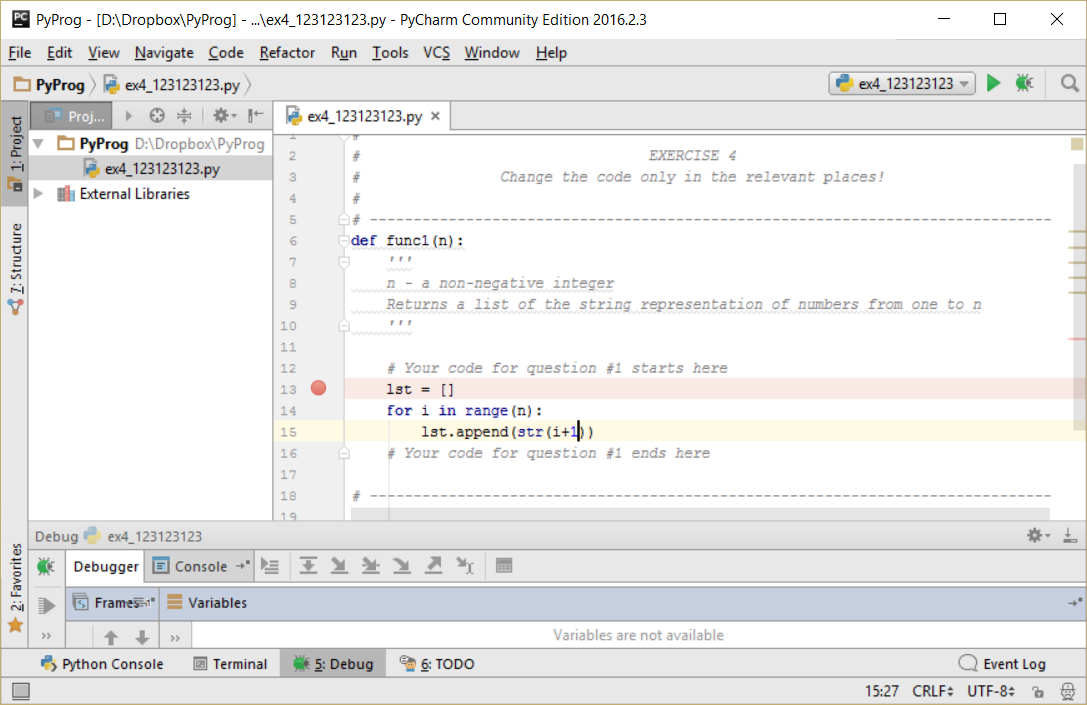 PC PyProg - [D:\Dropbox\PyProg] - ...\ex4_123123123.py - PyCharm Community Edition 2016.2.3
File Edit View Navigate Code Refactor Run Tools VCS Window Help
PyProg ex4_123123123.py ex4_123123123
1: Project
7: Structure
2: Favorites
Proj...
ex4_123123123.py
PyProg D:\Dropbox\PyProg
ex4_123123123.py
External Libraries
1 #
2 # EXERCISE 4
3 # Change the code only in the relevant places!
4 #
5 # -----------------------------------------------------------------------------
6 def func1(n):
7 '''
8 n - a non-negative integer
9 Returns a list of the string representation of numbers from one to n
10 '''
11
12 # Your code for question #1 starts here
13 lst = []
14 for i in range(n):
15 lst.append(str(i+1))
16 # Your code for question #1 ends here
17
18 # -----------------------------------------------------------------------------
19
Debug ex4_123123123
Debugger Console
Frames Variables
Variables are not available
Python Console Terminal 5: Debug 6: TODO Event Log
15:27 CRLF UTF-8